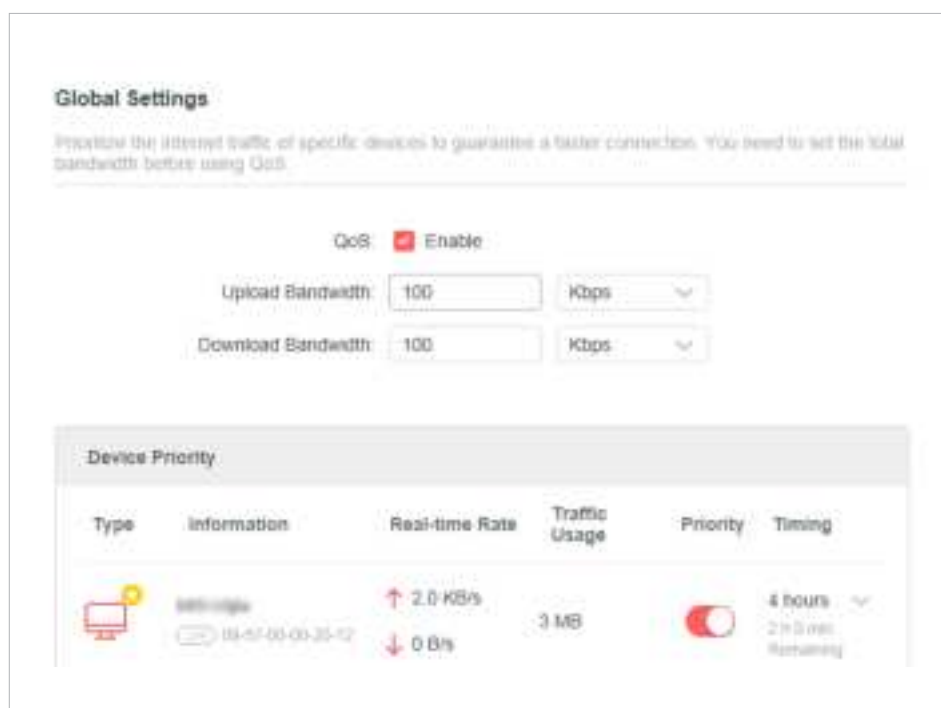 Global Settings
Prioritize the internet traffic of specific devices to guarantee a faster connection. You need to set the total
bandwidth before using QoS.
QoS: Enable
Upload Bandwidth: 100 Kbps
Download Bandwidth: 100 Kbps
Device Priority
Type Information Real-time Rate Traffic Usage Priority Timing
2.0 KB/s
0 B/s
3 MB
4 hours
Remaining